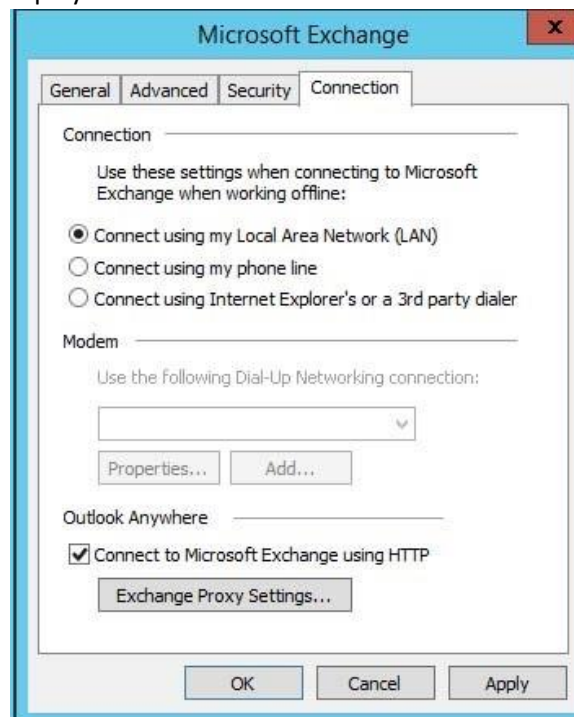 Microsoft Exchange
x
General Advanced Security Connection
Connection
Use these settings when connecting to Microsoft
Exchange when working offline:
Connect using my Local Area Network (LAN)
Connect using my phone line
Connect using Internet Explorer's or a 3rd party dialer
Modem
Use the following Dial-Up Networking connection:
Properties... Add...
Outlook Anywhere
Connect to Microsoft Exchange using HTTP
Exchange Proxy Settings...
OK Cancel Apply